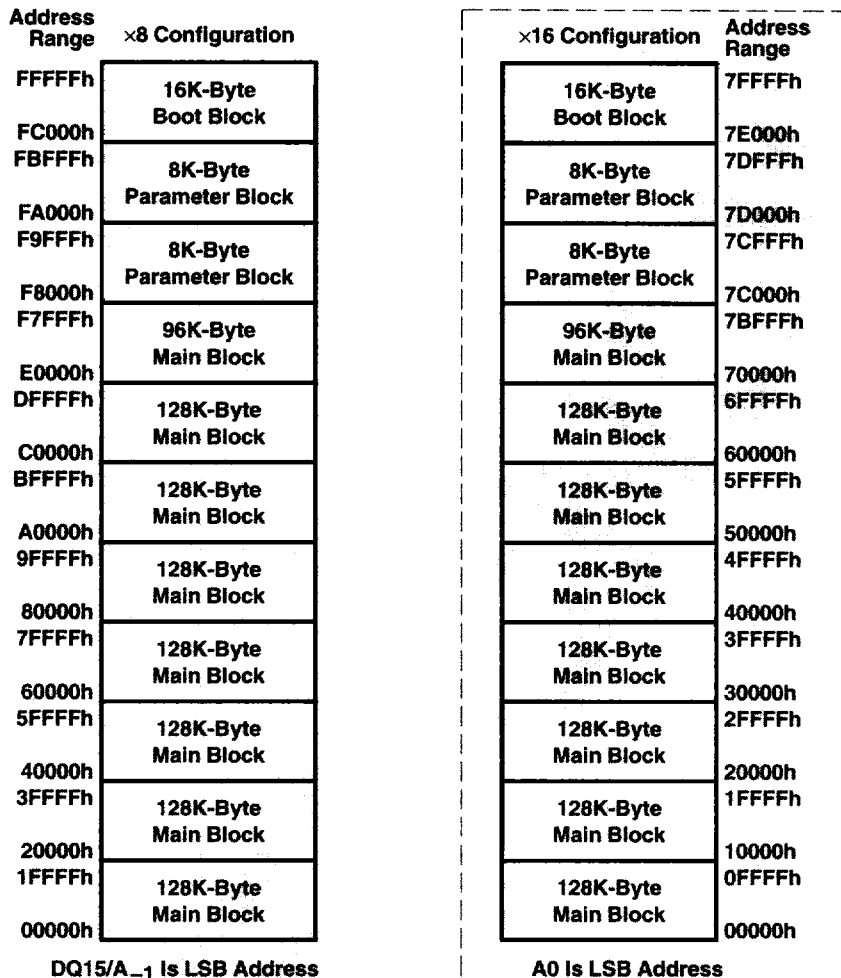 Address
Range
×8 Configuration
FFFFFh
16K-Byte
Boot Block
FC000h
FBFFFh
8K-Byte
Parameter Block
FA000h
F9FFFh
8K-Byte
Parameter Block
F8000h
F7FFFh
96K-Byte
Main Block
E0000h
DFFFFh
128K-Byte
Main Block
C0000h
BFFFFh
128K-Byte
Main Block
A0000h
9FFFFh
128K-Byte
Main Block
80000h
7FFFFh
128K-Byte
Main Block
60000h
5FFFFh
128K-Byte
Main Block
40000h
3FFFFh
128K-Byte
Main Block
20000h
1FFFFh
128K-Byte
Main Block
00000h
DQ15/A–1 Is LSB Address
×16 Configuration
Address
Range
16K-Byte
Boot Block
7FFFFh
7E000h
8K-Byte
Parameter Block
7DFFFh
7D000h
8K-Byte
Parameter Block
7CFFFh
7C000h
96K-Byte
Main Block
7BFFFh
70000h
128K-Byte
Main Block
6FFFFh
60000h
128K-Byte
Main Block
5FFFFh
50000h
128K-Byte
Main Block
4FFFFh
40000h
128K-Byte
Main Block
3FFFFh
30000h
128K-Byte
Main Block
2FFFFh
20000h
128K-Byte
Main Block
1FFFFh
10000h
128K-Byte
Main Block
0FFFFh
00000h
A0 Is LSB Address